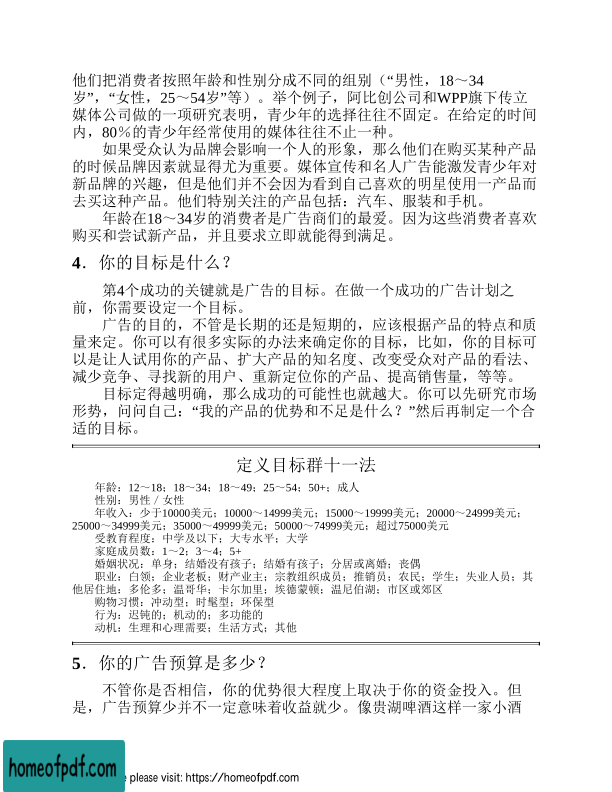 他们把消费者按照年龄和性别分成不同的组别（“男性，18～34
岁”，“女性，25～54岁”等）。举个例子，阿比创公司和WPP旗下传立
媒体公司做的一项研究表明，青少年的选择往往不固定。在给定的时间
内，80%的青少年经常使用的媒体往往不止一种。
如果受众认为品牌会影响一个人的形象，那么他们在购买某种产品
的时候品牌因素就显得尤为重要。媒体宣传和名人广告能激发青少年对
新品牌的兴趣，但是他们并不会因为看到自己喜欢的明星使用一产品而
去买这种产品。他们特别关注的产品包括：汽车、服装和手机。
年龄在18～34岁的消费者是广告商们的最爱。因为这些消费者喜欢
购买和尝试新产品，并且要求立即就能得到满足。
4．你的目标是什么？
第4个成功的关键就是广告的目标。在做一个成功的广告计划之
前，你需要设定一个目标。
广告的目的，不管是长期的还是短期的，应该根据产品的特点和质
量来定。你可以有很多实际的办法来确定你的目标，比如，你的目标可
以是让人试用你的产品、扩大产品的知名度、改变受众对产品的看法、
减少竞争、寻找新的用户、重新定位你的产品、提高销售量，等等。
目标定得越明确，那么成功的可能性也就越大。你可以先研究市场
形势，问问自己：“我的产品的优势和不足是什么？”然后再制定一个合
适的目标。
定义目标群十一法
年龄：12～18；18～34；18～49；25～54；50+；成人
性别：男性／女性
年收入：少于10000美元；10000～14999美元；15000～19999美元；20000～24999美元；
25000～34999美元；35000～49999美元；50000～74999美元；超过75000美元
受教育程度：中学及以下；大专水平；大学
家庭成员数：1～2；3～4；5+
婚姻状况：单身；结婚没有孩子；结婚有孩子；分居或离婚；丧偶
职业：白领；企业老板；财产业主；宗教组织成员；推销员；农民；学生；失业人员；其
他居住地：多伦多；温哥华；卡尔加里；埃德蒙顿；温尼伯湖；市区或郊区
购物习惯：冲动型；时髦型；环保型
行为：迟钝的；机动的；多功能的
动机：生理和心理需要；生活方式；其他
5．你的广告预算是多少？
不管你是否相信，你的优势很大程度上取决于你的资金投入。但
是，广告预算少并不一定意味着收益就少。像贵湖啤酒这样一家小酒
homeofpdf.com
e please visit: https://homeofpdf.com